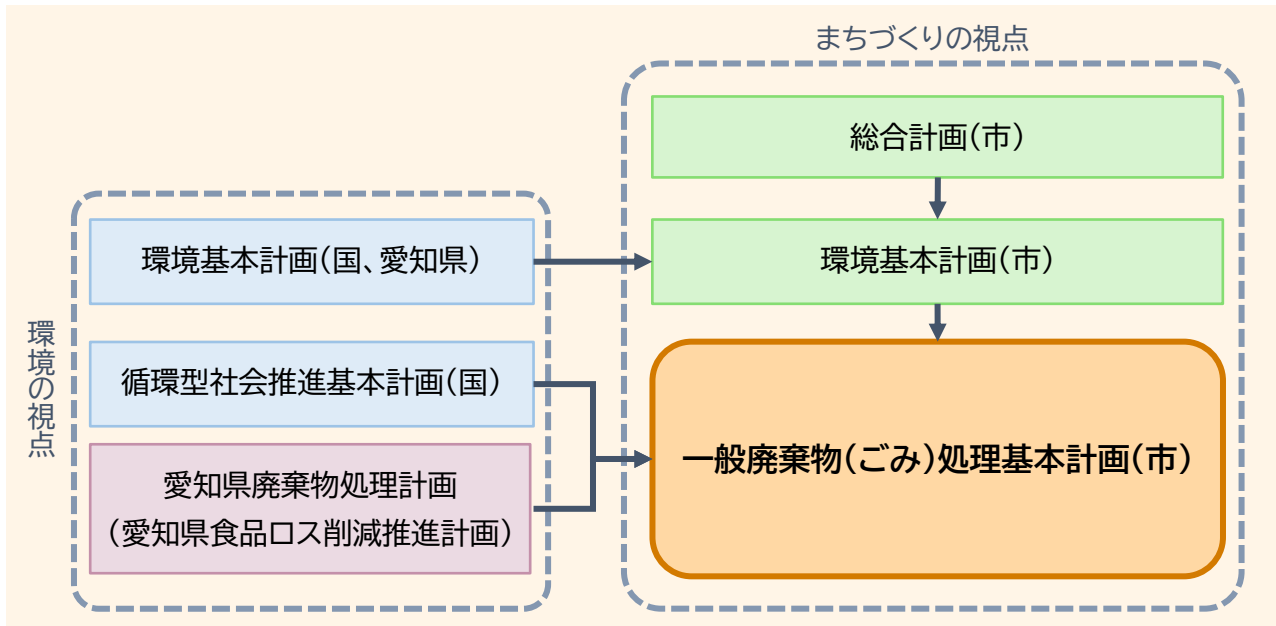 まちづくりの視点
総合計画(市)
環境基本計画(国、愛知県)
環境基本計画(市)
環境の視点
循環型社会推進基本計画(国)
一般廃棄物(ごみ)処理基本計画(市)
愛知県廃棄物処理計画
(愛知県食品ロス削減推進計画)